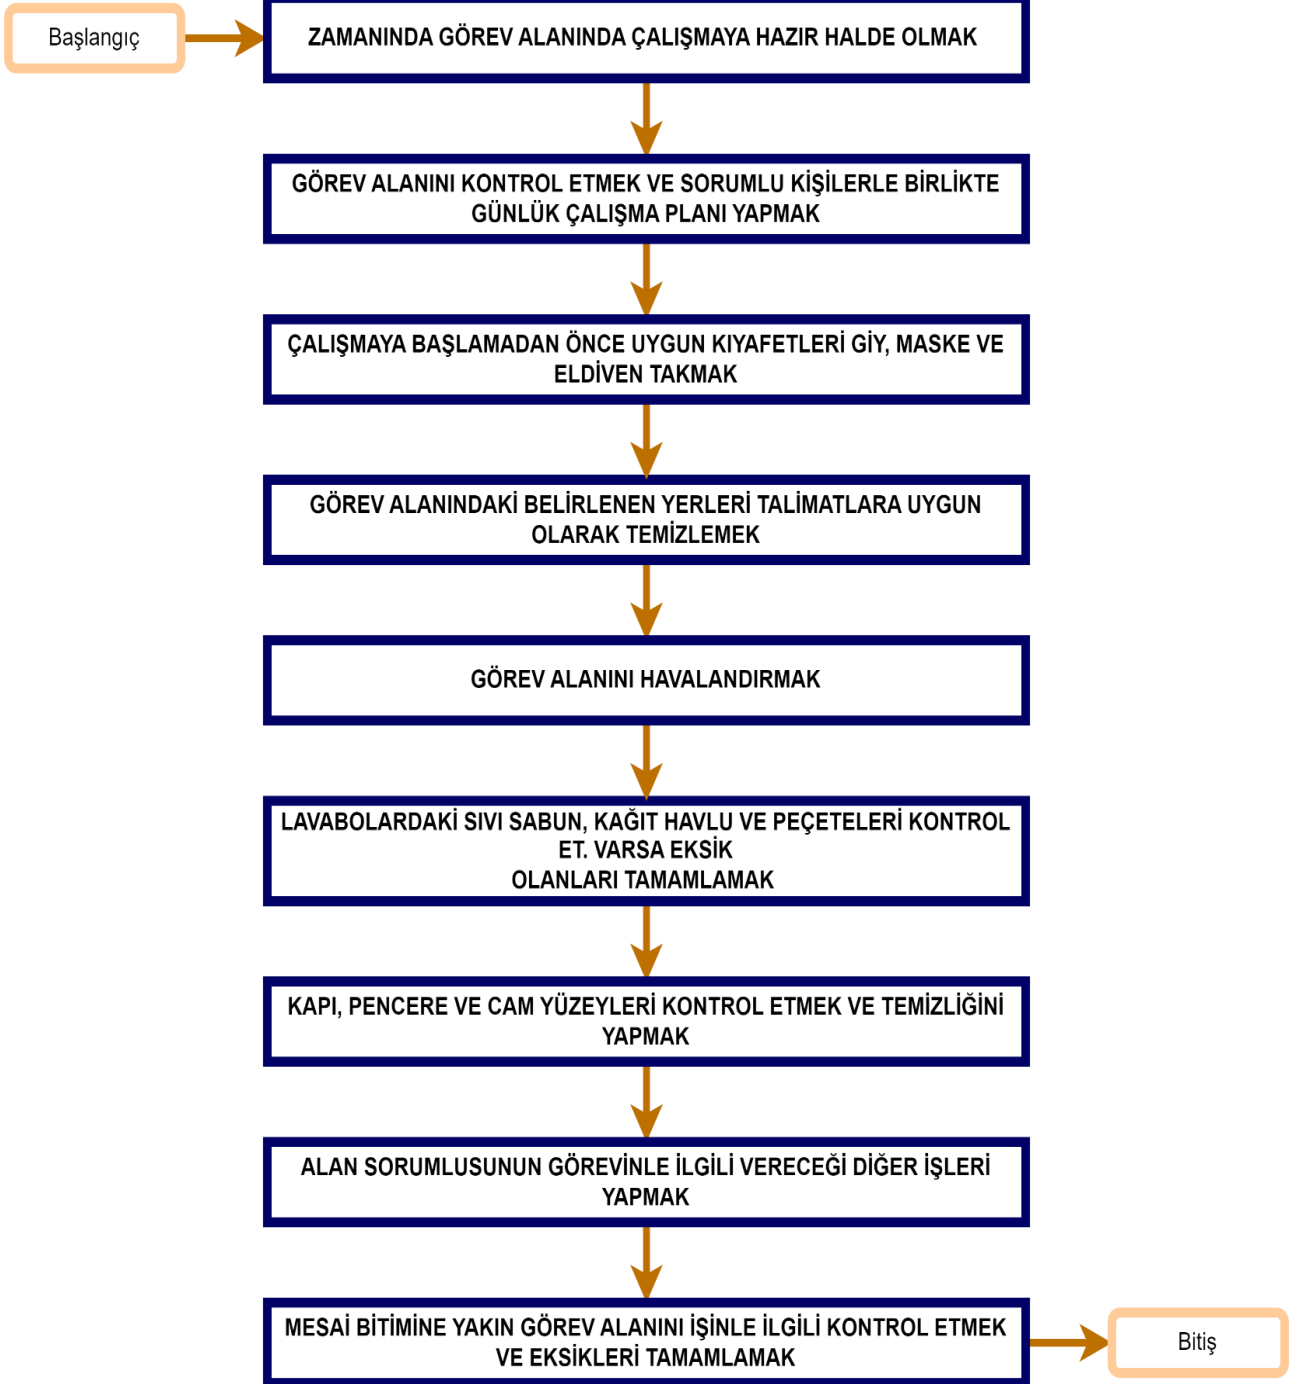 Başlangıç
ZAMANINDA GÖREV ALANINDA ÇALIŞMAYA HAZIR HALDE OLMAK
GÖREV ALANINI KONTROL ETMEK VE SORUMLU KİŞİLERLE BİRLİKTE
GÜNLÜK ÇALIŞMA PLANI YAPMAK
ÇALIŞMAYA BAŞLAMADAN ÖNCE UYGUN KIYAFETLERİ GİY, MASKE VE
ELDİVEN TAKMAK
GÖREV ALANINDAKİ BELİRLENEN YERLERİ TALİMATLARA UYGUN
OLARAK TEMİZLEMEK
GÖREV ALANINI HAVALANDIRMAK
LAVABOLARDAKİ SIVI SABUN, KAĞIT HAVLU VE PEÇETELERİ KONTROL
ET. VARSA EKSİK
OLANLARI TAMAMLAMAK
KAPI, PENCERE VE CAM YÜZEYLERİ KONTROL ETMEK VE TEMİZLİĞİNİ
YAPMAK
ALAN SORUMLUSUNUN GÖREVİNLE İLGİLİ VERECEĞİ DİĞER İŞLERİ
YAPMAK
MESAİ BİTİMİNE YAKIN GÖREV ALANINI İŞİNLE İLGİLİ KONTROL ETMEK
VE EKSİKLERİ TAMAMLAMAK
Bitiş